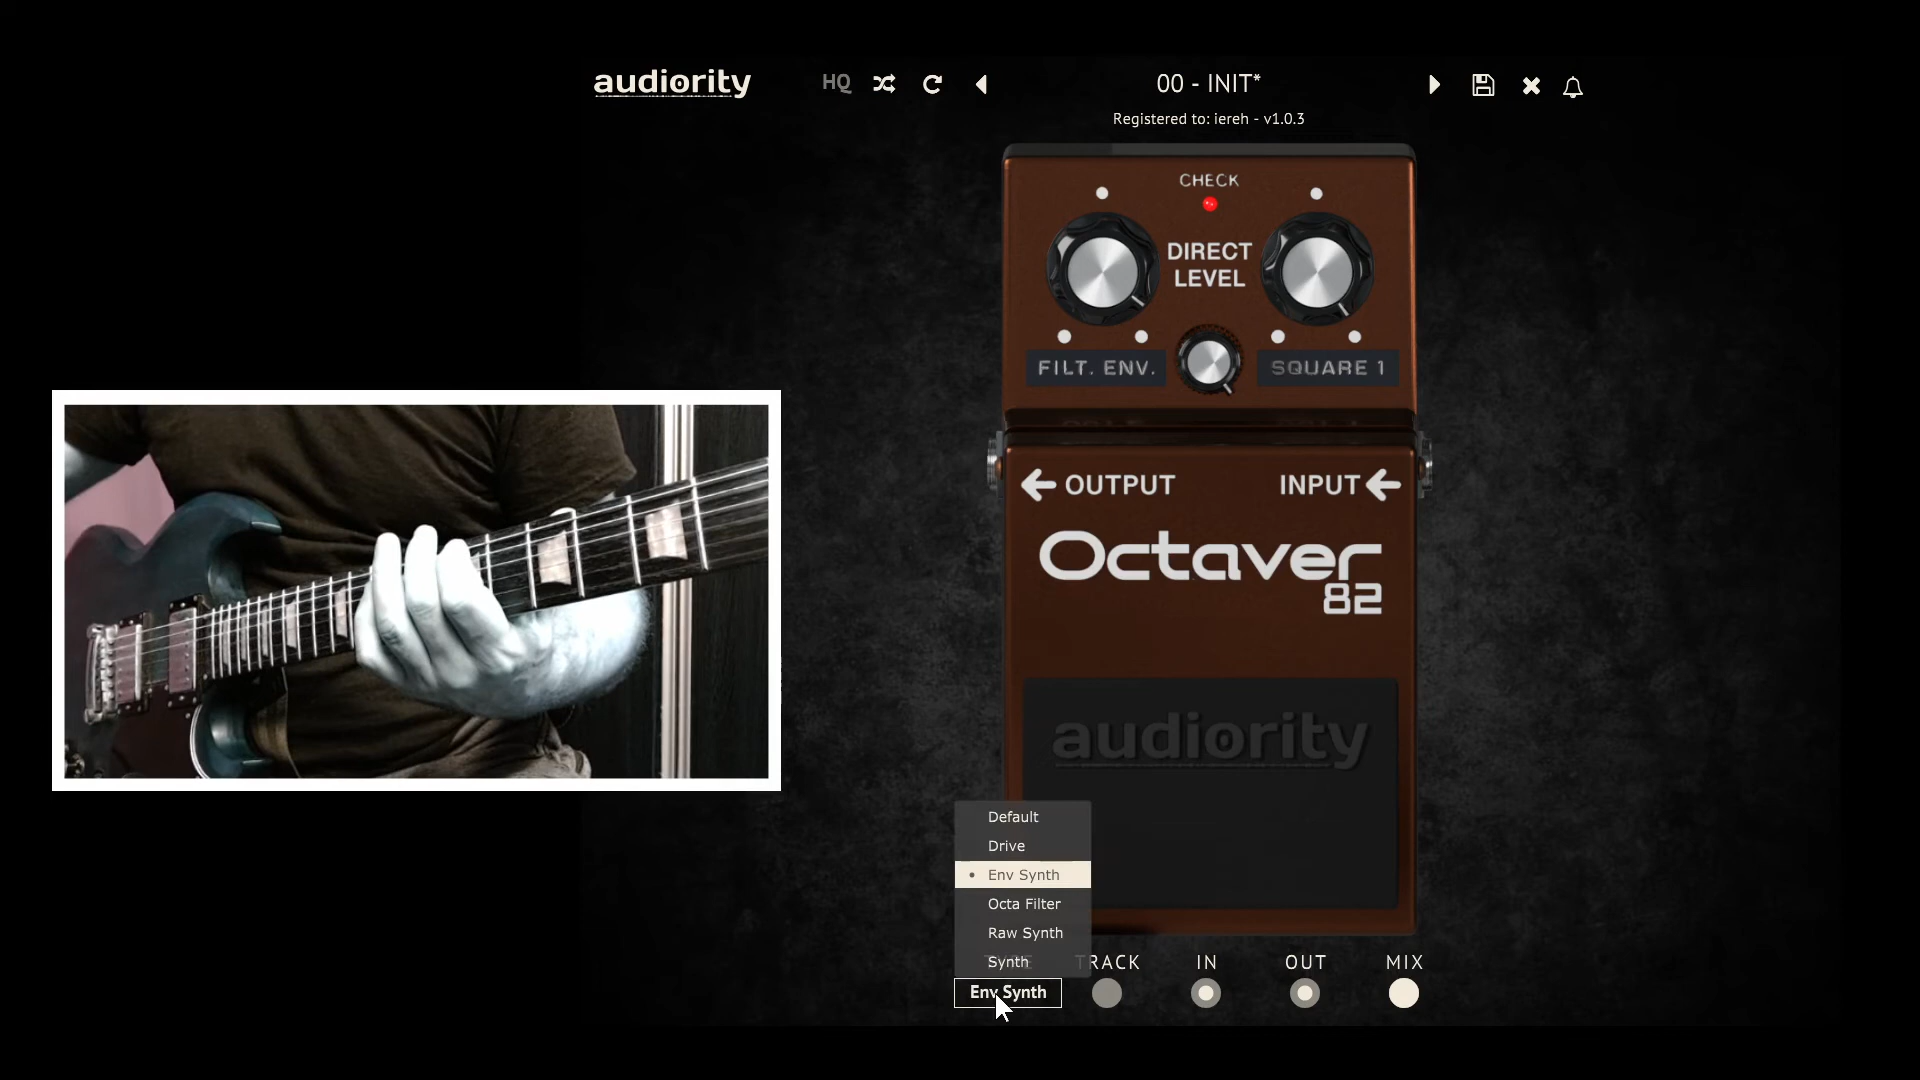 audiority
HQ
00 - INIT*
Registered to: iereh - v1.0.3
CHECK
DIRECT
LEVEL
FILT. ENV.
SQUARE 1
OUTPUT
INPUT
Octaver
82
audiority
Default
Drive
Env Synth
Octa Filter
Raw Synth
Synth
TRACK
IN
OUT
MIX
Env Synth